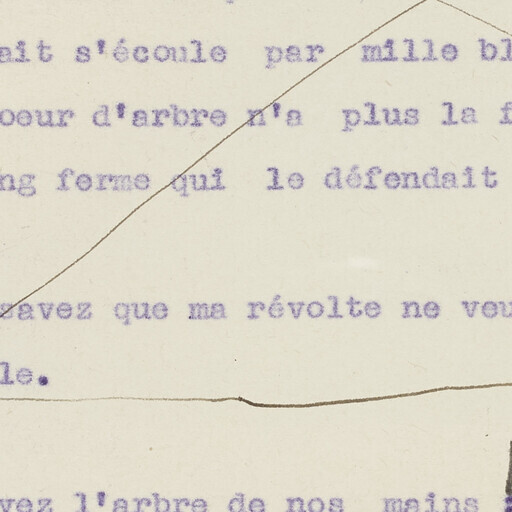 ait s'écoule par mille bl
oeur d'arbre n'a plus la f
ng ferme qui le défendait
savez que ma révolte ne veu
le.
vez l'arbre de nos mains